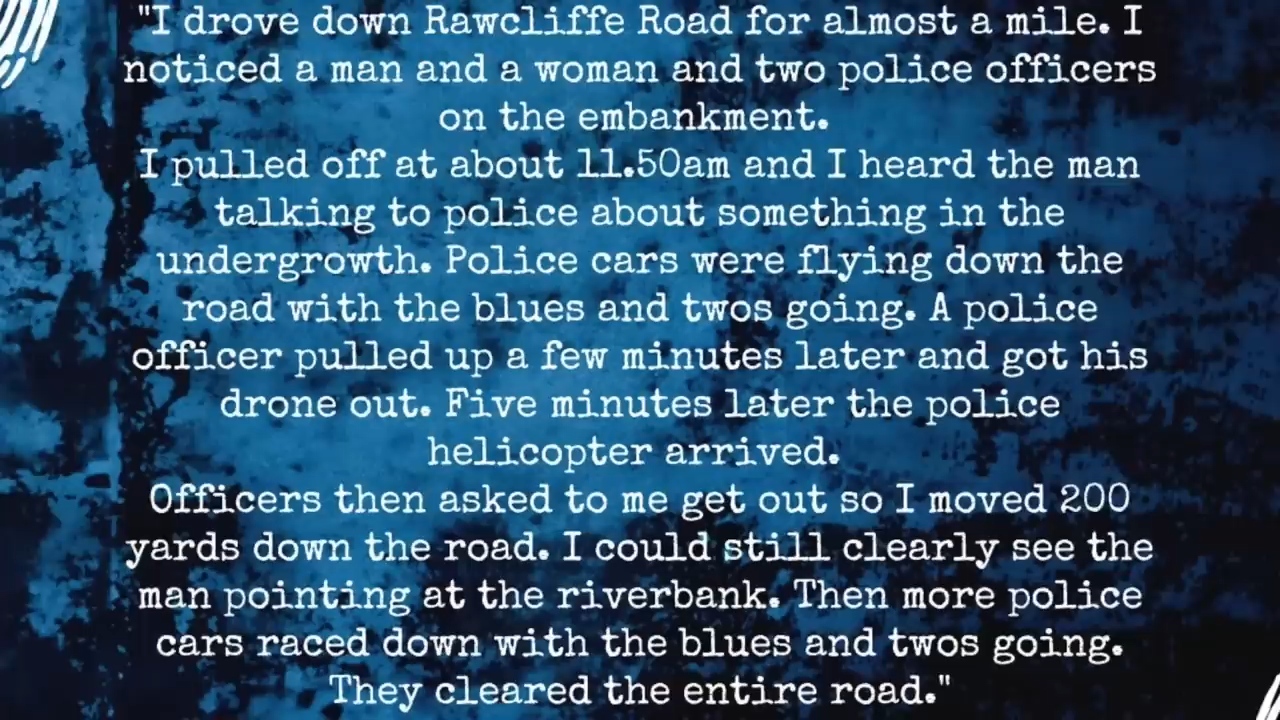 "I drove down Rawcliffe Road for almost a mile. I
noticed a man and a woman and two police officers
on the embankment.
I pulled off at about 11.50am and I heard the man
talking to police about something in the
undergrowth. Police cars were flying down the
road with the blues and twos going. A police
officer pulled up a few minutes later and got his
drone out. Five minutes later the police
helicopter arrived.
Officers then asked to me get out so I moved 200
yards down the road. I could still clearly see the
man pointing at the riverbank. Then more police
cars raced down with the blues and twos going.
They cleared the entire road."